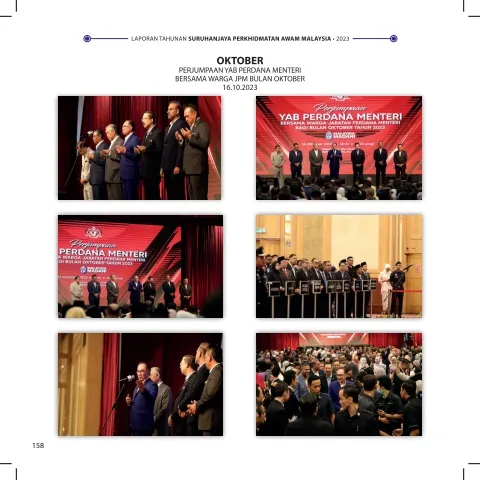 LAPORAN TAHUNAN SURUHANJAYA PERKHIDMATAN AWAM MALAYSIA • 2023
OKTOBER
PERJUMPAAN YAB PERDANA MENTERI
BERSAMA WARGA JPM BULAN OKTOBER
16.10.2023
Perjumpaan
YAB PERDANA MENTERI
BERSAMA WARGA JABATAN PERDANA MENTERI
BAGI BULAN OKTOBER TAHUN 2023
MALAYSIA MADANI
Perjumpaan
PERDANA MENTERI
WARGA JABATAN PERDANA MENTERI
BULAN OKTOBER TAHUN 2023
158